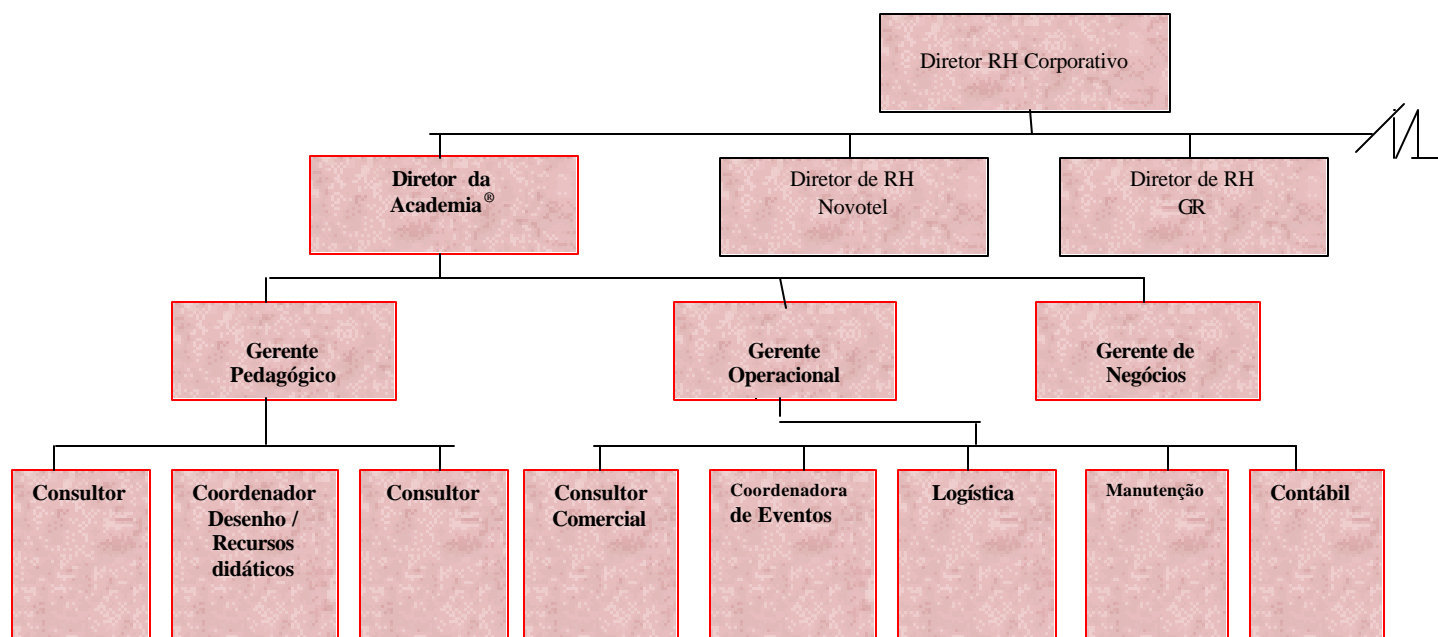 Diretor RH Corporativo
Diretor da
Academia®
Diretor de RH
Novotel
Diretor de RH
GR
Gerente
Pedagógico
Gerente
Operacional
Gerente de
Negócios
Consultor
Coordenador
Desenho /
Recursos
didáticos
Consultor
Consultor
Comercial
Coordenadora
de Eventos
Logística
Manutenção
Contábil